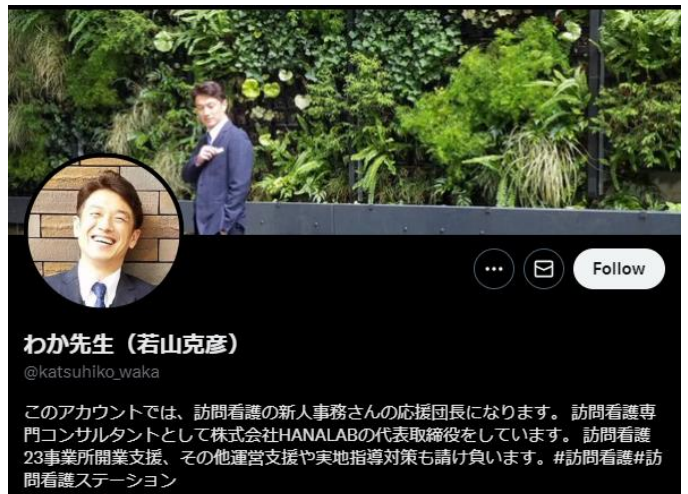 Follow
わか先生（若山克彦）
@katsuhiko_waka
このアカウントでは、訪問看護の新人事務さんの応援団長になります。 訪問看護専
門コンサルタントとして株式会社HANALABの代表取締役をしています。 訪問看護
23事業所開業支援、その他運営支援や実地指導対策も請け負います。#訪問看護#訪
問看護ステーション